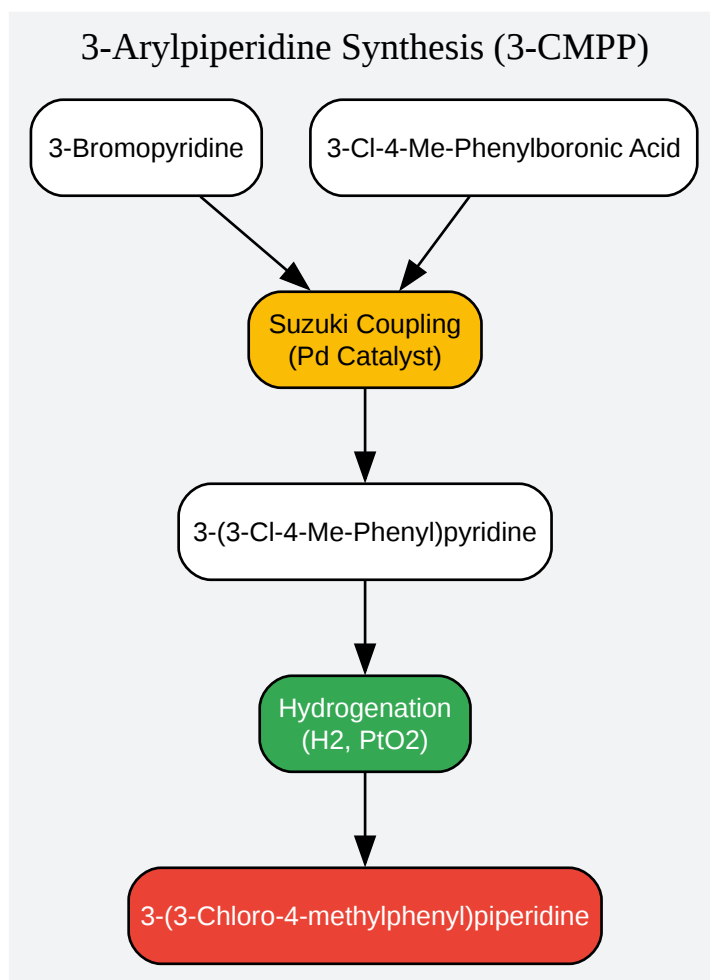 3-Arylpiperidine Synthesis (3-CMPP)
3-Bromopyridine
3-Cl-4-Me-Phenylboronic Acid
Suzuki Coupling
(Pd Catalyst)
3-(3-Cl-4-Me-Phenyl)pyridine
Hydrogenation
(H2, PtO2)
3-(3-Chloro-4-methylphenyl)piperidine